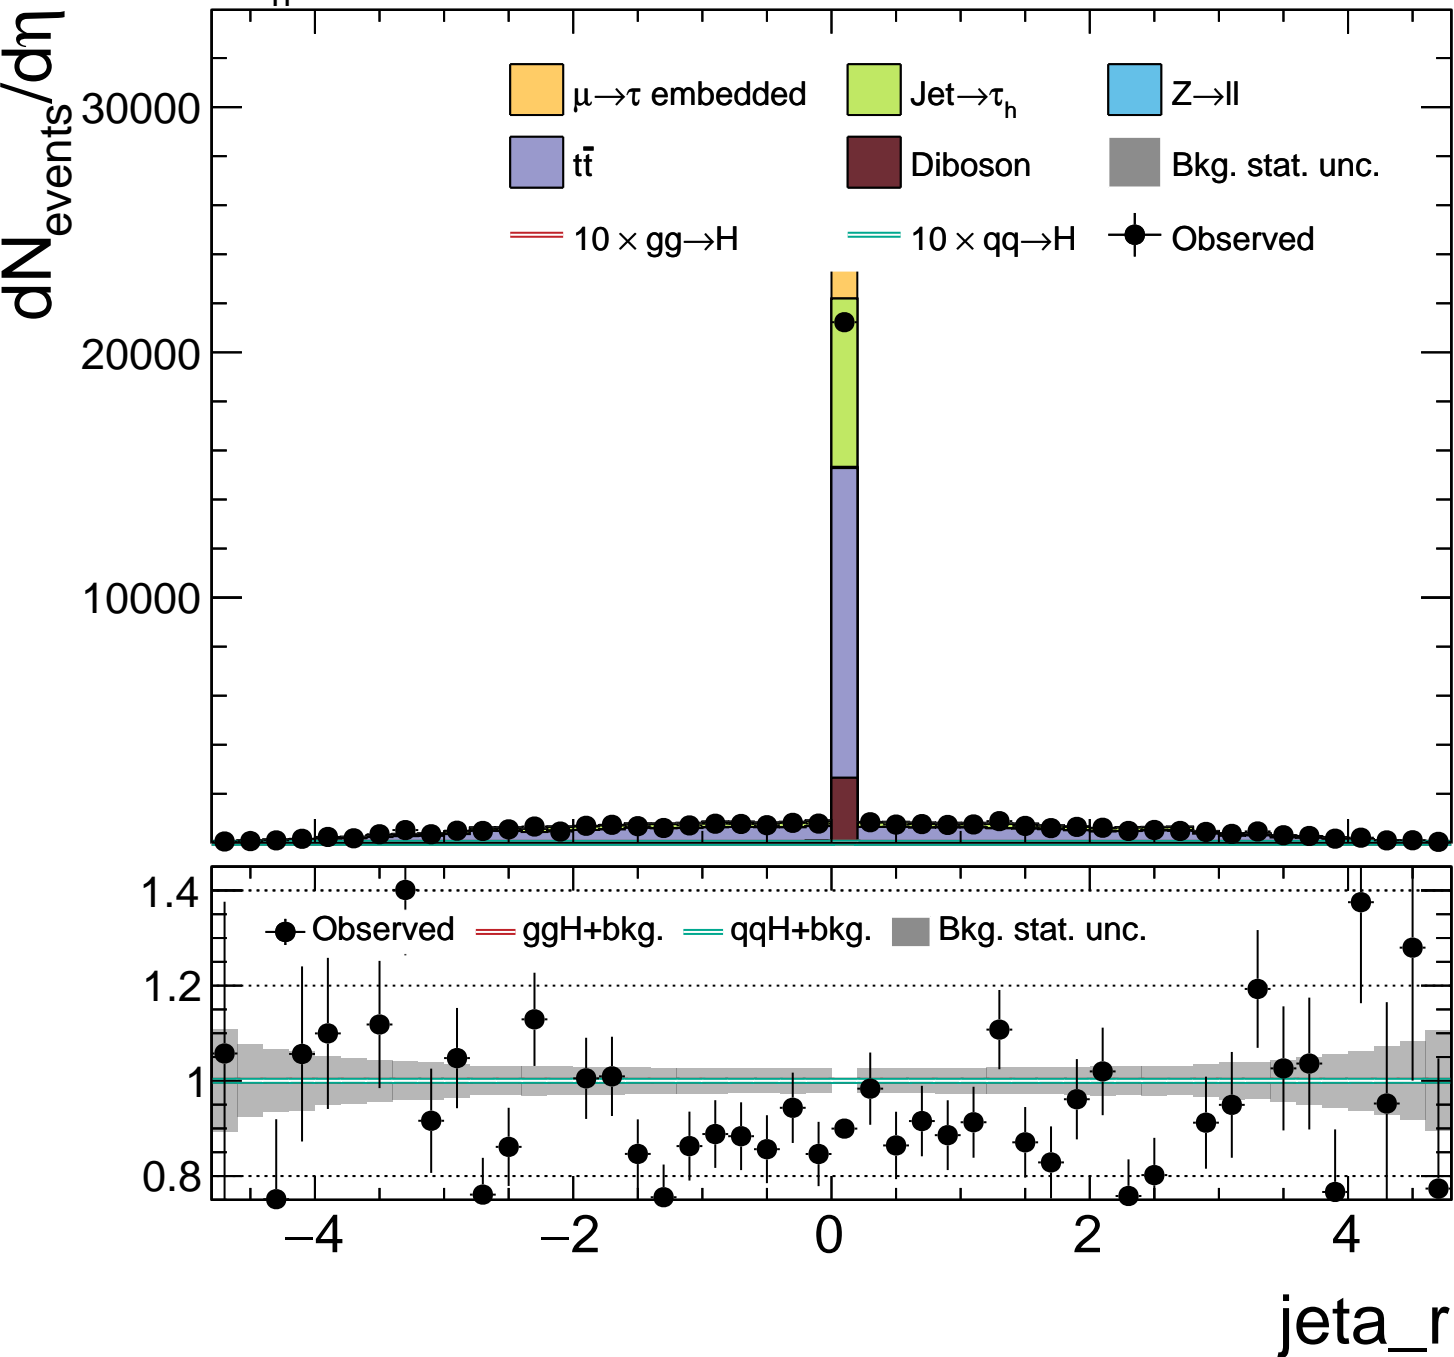 dN_events/dη
30000
20000
10000
μ→τ embedded
Jet→τ_h
Z→ll
tt̄
Diboson
Bkg. stat. unc.
10 × gg→H
10 × qq→H
Observed
1.4
1.2
1
0.8
Observed
ggH+bkg.
qqH+bkg.
Bkg. stat. unc.
−4
−2
0
2
4
jeta_r